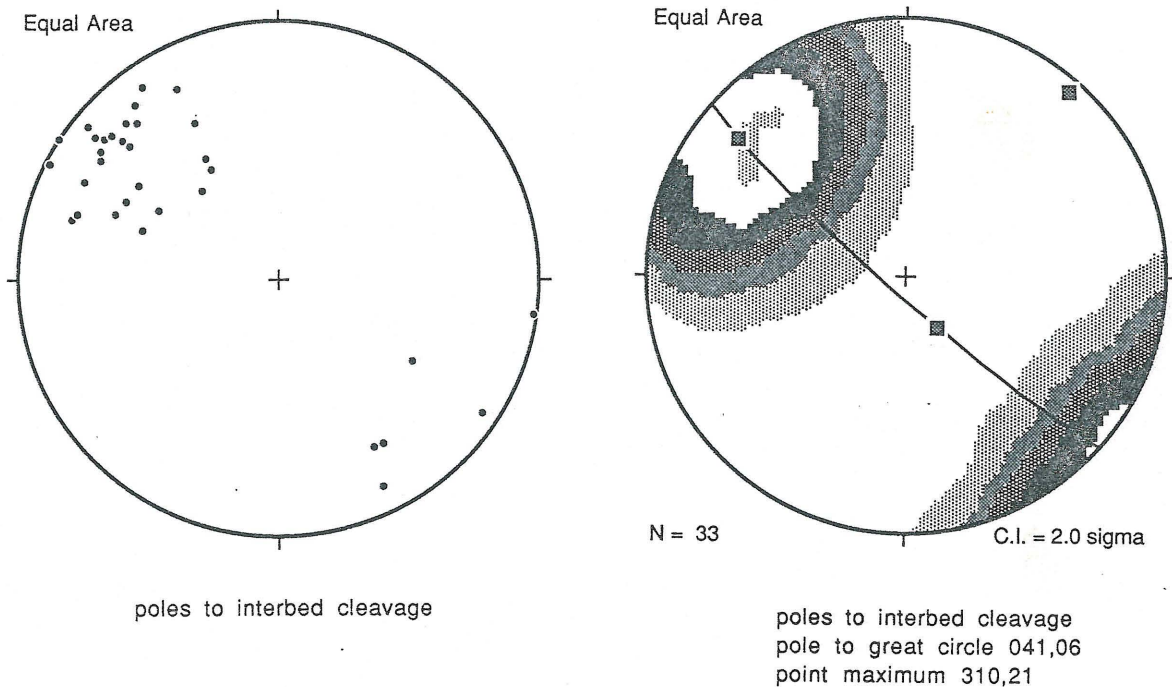 Equal Area
poles to interbed cleavage
Equal Area
N = 33
C.I. = 2.0 sigma
poles to interbed cleavage
pole to great circle 041,06
point maximum 310,21